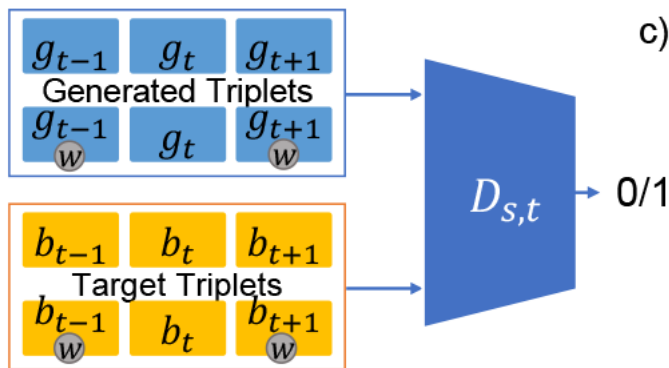 g_{t-1} g_t g_{t+1}
c)
Generated Triplets
g_{t-1} g_t g_{t+1}
w w
D_{s,t}
0/1
b_{t-1} b_t b_{t+1}
Target Triplets
b_{t-1} b_t b_{t+1}
w w